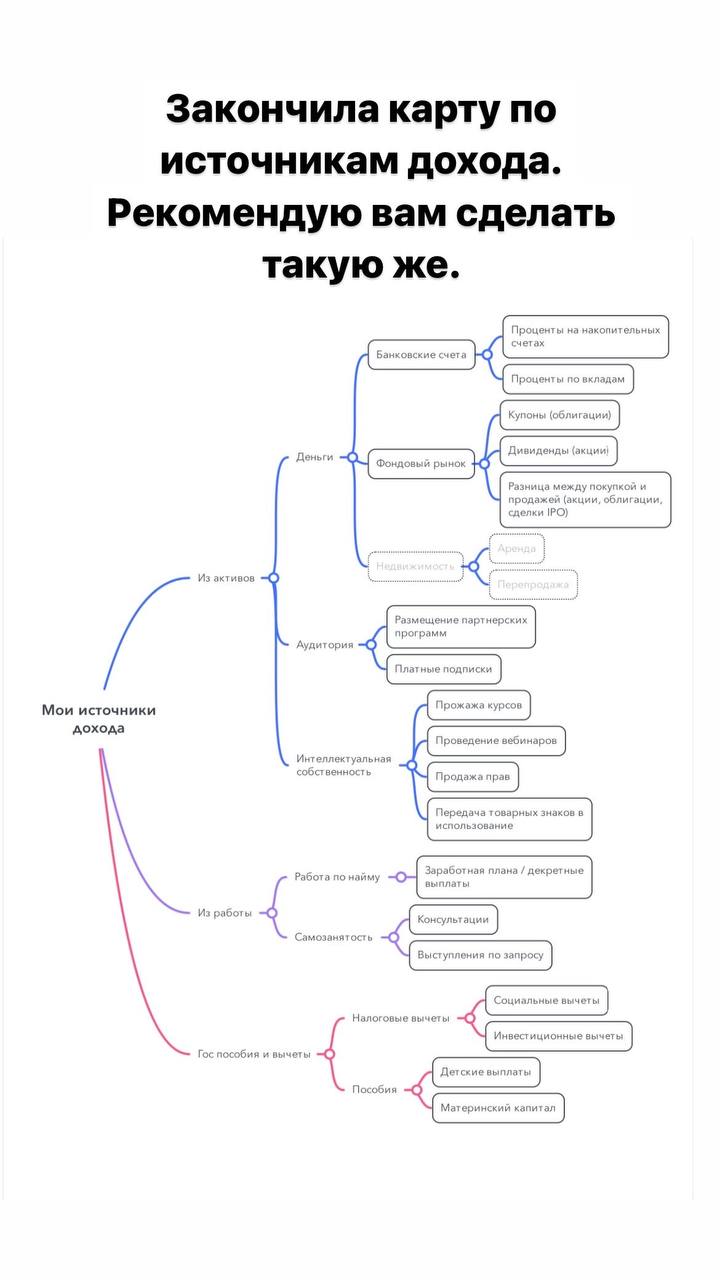 Закончила карту по
источникам дохода.
Рекомендую вам сделать
такую же.
Проценты на накопительных
счетах
Банковские счета
Проценты по вкладам
Купоны (облигации)
Дивиденды (акции)
Деньги
Фондовый рынок
Разница между покупкой и
продажей (акции, облигации,
сделки IPO)
Аренда
Недвижимость
Перепродажа
Из активов
Размещение партнерских
программ
Аудитория
Платные подписки
Мои источники
дохода
Прожажа курсов
Проведение вебинаров
Интеллектуальная
собственность
Продажа прав
Передача товарных знаков в
использование
Работа по найму
Заработная плана / декретные
выплаты
Из работы
Консультации
Самозанятость
Выступления по запросу
Социальные вычеты
Налоговые вычеты
Инвестиционные вычеты
Гос пособия и вычеты
Детские выплаты
Пособия
Материнский капитал